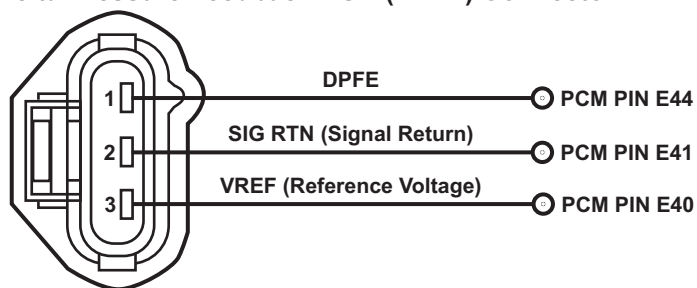 1
DPFE
PCM PIN E44
2
SIG RTN (Signal Return)
PCM PIN E41
3
VREF (Reference Voltage)
PCM PIN E40